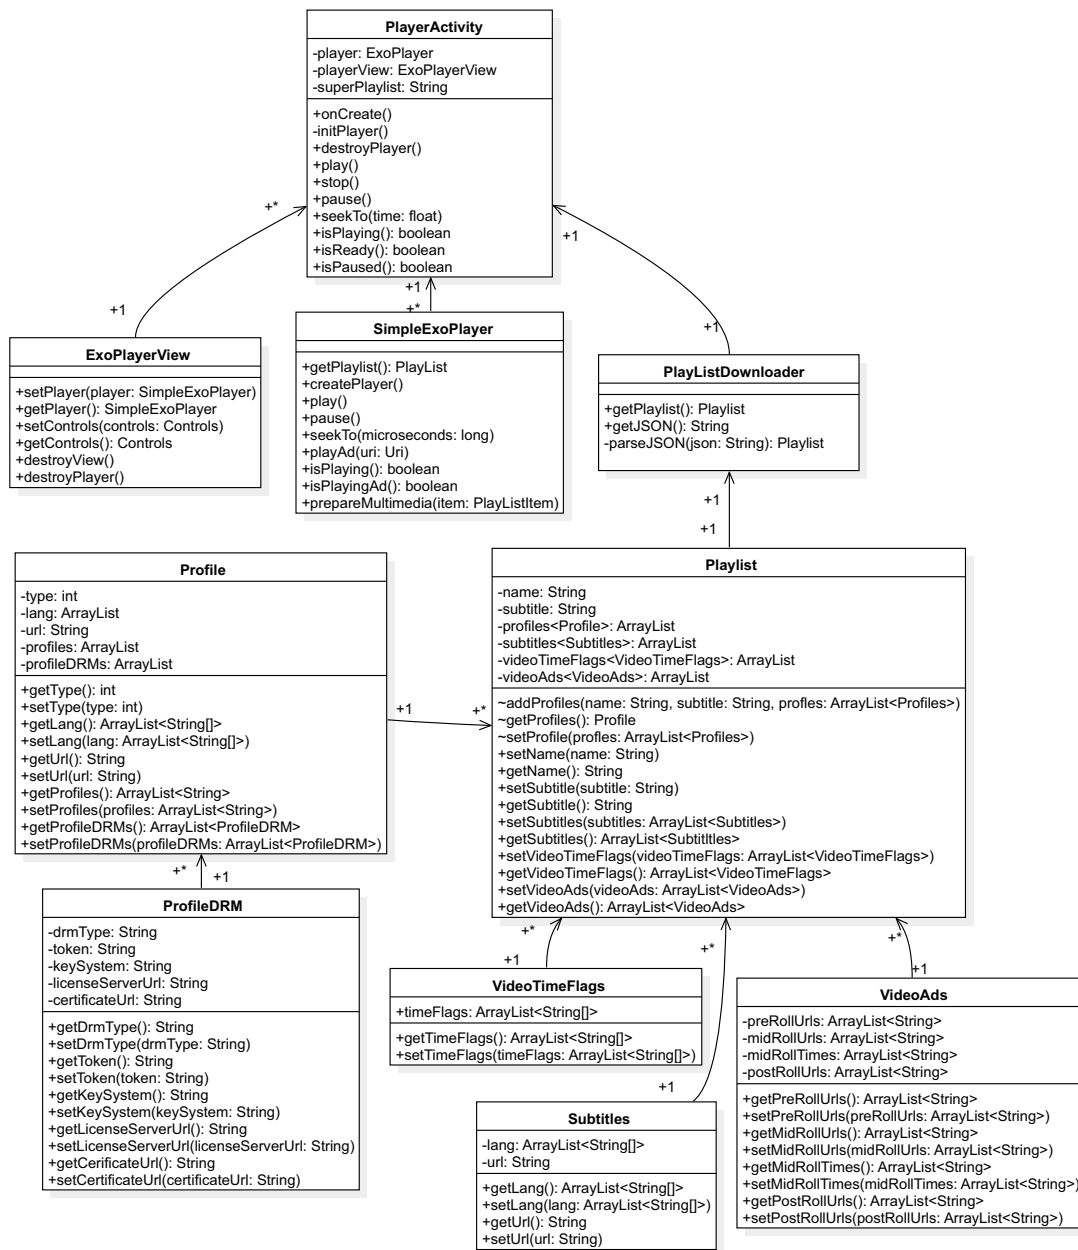 PlayerActivity
-player: ExoPlayer
-playerView: ExoPlayerView
-superPlaylist: String
+onCreate()
-initPlayer()
+destroyPlayer()
+play()
+stop()
+pause()
+seekTo(time: float)
+isPlaying(): boolean
+isReady(): boolean
+isPaused(): boolean
+*
+1
+1
+1
+*
+1
ExoPlayerView
+setPlayer(player: SimpleExoPlayer)
+getPlayer(): SimpleExoPlayer
+setControls(controls: Controls)
+getControls(): Controls
+destroyView()
+destroyPlayer()
SimpleExoPlayer
+getPlaylist(): PlayList
+createPlayer()
+play()
+pause()
+seekTo(microseconds: long)
+playAd(uri: Uri)
+isPlaying(): boolean
+isPlayingAd(): boolean
+prepareMultimedia(item: PlayListItem)
PlayListDownloader
+getPlaylist(): Playlist
+getJSON(): String
-parseJSON(json: String): Playlist
+1
+1
Profile
-type: int
-lang: ArrayList
-url: String
-profiles: ArrayList
-profileDRMs: ArrayList
+getType(): int
+setType(type: int)
+getLang(): ArrayList<String[]>
+setLang(lang: ArrayList<String[]>)
+getUrl(): String
+setUrl(url: String)
+getProfiles(): ArrayList<String>
+setProfiles(profiles: ArrayList<String>)
+getProfileDRMs(): ArrayList<ProfileDRM>
+setProfileDRMs(profileDRMs: ArrayList<ProfileDRM>)
+1
+*
Playlist
-name: String
-subtitle: String
-profiles<Profile>: ArrayList
-subtitles<Subtitles>: ArrayList
-videoTimeFlags<VideoTimeFlags>: ArrayList
-videoAds<VideoAds>: ArrayList
~addProfiles(name: String, subtitle: String, profles: ArrayList<Profiles>)
~getProfiles(): Profile
~setProfile(profles: ArrayList<Profiles>)
+setName(name: String)
+getName(): String
+setSubtitle(subtitle: String)
+getSubtitle(): String
+setSubtitles(subtitles: ArrayList<Subtitles>)
+getSubtitles(): ArrayList<Subtitltles>
+setVideoTimeFlags(videoTimeFlags: ArrayList<VideoTimeFlags>)
+getVideoTimeFlags(): ArrayList<VideoTimeFlags>
+setVideoAds(videoAds: ArrayList<VideoAds>)
+getVideoAds(): ArrayList<VideoAds>
+*
+1
ProfileDRM
-drmType: String
-token: String
-keySystem: String
-licenseServerUrl: String
-certificateUrl: String
+getDrmType(): String
+setDrmType(drmType: String)
+getToken(): String
+setToken(token: String)
+getKeySystem(): String
+setKeySystem(keySystem: String)
+getLicenseServerUrl(): String
+setLicenseServerUrl(licenseServerUrl: String)
+getCerificateUrl(): String
+setCertificateUrl(certificateUrl: String)
+*
+1
+*
+1
+*
+1
VideoTimeFlags
+timeFlags: ArrayList<String[]>
+getTimeFlags(): ArrayList<String[]>
+setTimeFlags(timeFlags: ArrayList<String[]>)
Subtitles
-lang: ArrayList<String[]>
-url: String
+getLang(): ArrayList<String[]>
+setLang(lang: ArrayList<String[]>)
+getUrl(): String
+setUrl(url: String)
VideoAds
-preRollUrls: ArrayList<String>
-midRollUrls: ArrayList<String>
-midRollTimes: ArrayList<String>
-postRollUrls: ArrayList<String>
+getPreRollUrls(): ArrayList<String>
+setPreRollUrls(preRollUrls: ArrayList<String>)
+getMidRollUrls(): ArrayList<String>
+setMidRollUrls(midRollUrls: ArrayList<String>)
+getMidRollTimes(): ArrayList<String>
+setMidRollTimes(midRollTimes: ArrayList<String>)
+getPostRollUrls(): ArrayList<String>
+setPostRollUrls(postRollUrls: ArrayList<String>)